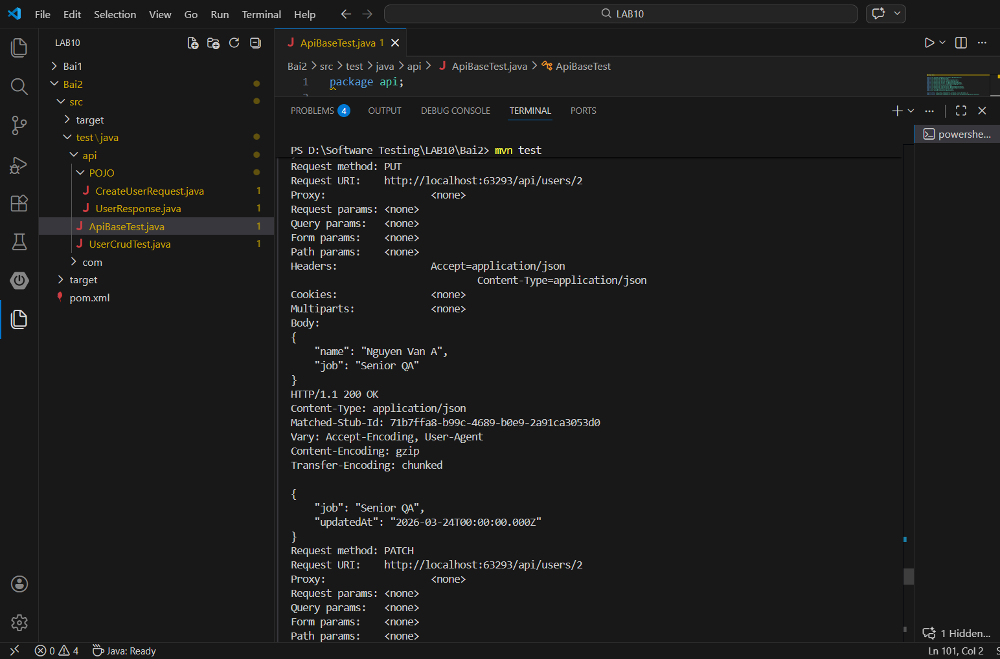 File Edit Selection View Go Run Terminal Help LAB10
LAB10
Bai1
Bai2
src
target
test\java
api
POJO
CreateUserRequest.java 1
UserResponse.java 1
ApiBaseTest.java 1
UserCrudTest.java 1
com
target
pom.xml
ApiBaseTest.java 1
Bai2 > src > test > java > api > ApiBaseTest.java > ApiBaseTest
1 package api;
PROBLEMS 4 OUTPUT DEBUG CONSOLE TERMINAL PORTS
powershe...
PS D:\Software Testing\LAB10\Bai2> mvn test
Request method: PUT
Request URI: http://localhost:63293/api/users/2
Proxy: <none>
Request params: <none>
Query params: <none>
Form params: <none>
Path params: <none>
Headers: Accept=application/json
Content-Type=application/json
Cookies: <none>
Multiparts: <none>
Body:
{
"name": "Nguyen Van A",
"job": "Senior QA"
}
HTTP/1.1 200 OK
Content-Type: application/json
Matched-Stub-Id: 71b7ffa8-b99c-4689-b0e9-2a91ca3053d0
Vary: Accept-Encoding, User-Agent
Content-Encoding: gzip
Transfer-Encoding: chunked
{
"job": "Senior QA",
"updatedAt": "2026-03-24T00:00:00.000Z"
}
Request method: PATCH
Request URI: http://localhost:63293/api/users/2
Proxy: <none>
Request params: <none>
Query params: <none>
Form params: <none>
Path params: <none>
1 Hidden...
0 4 Java: Ready Ln 101, Col 2